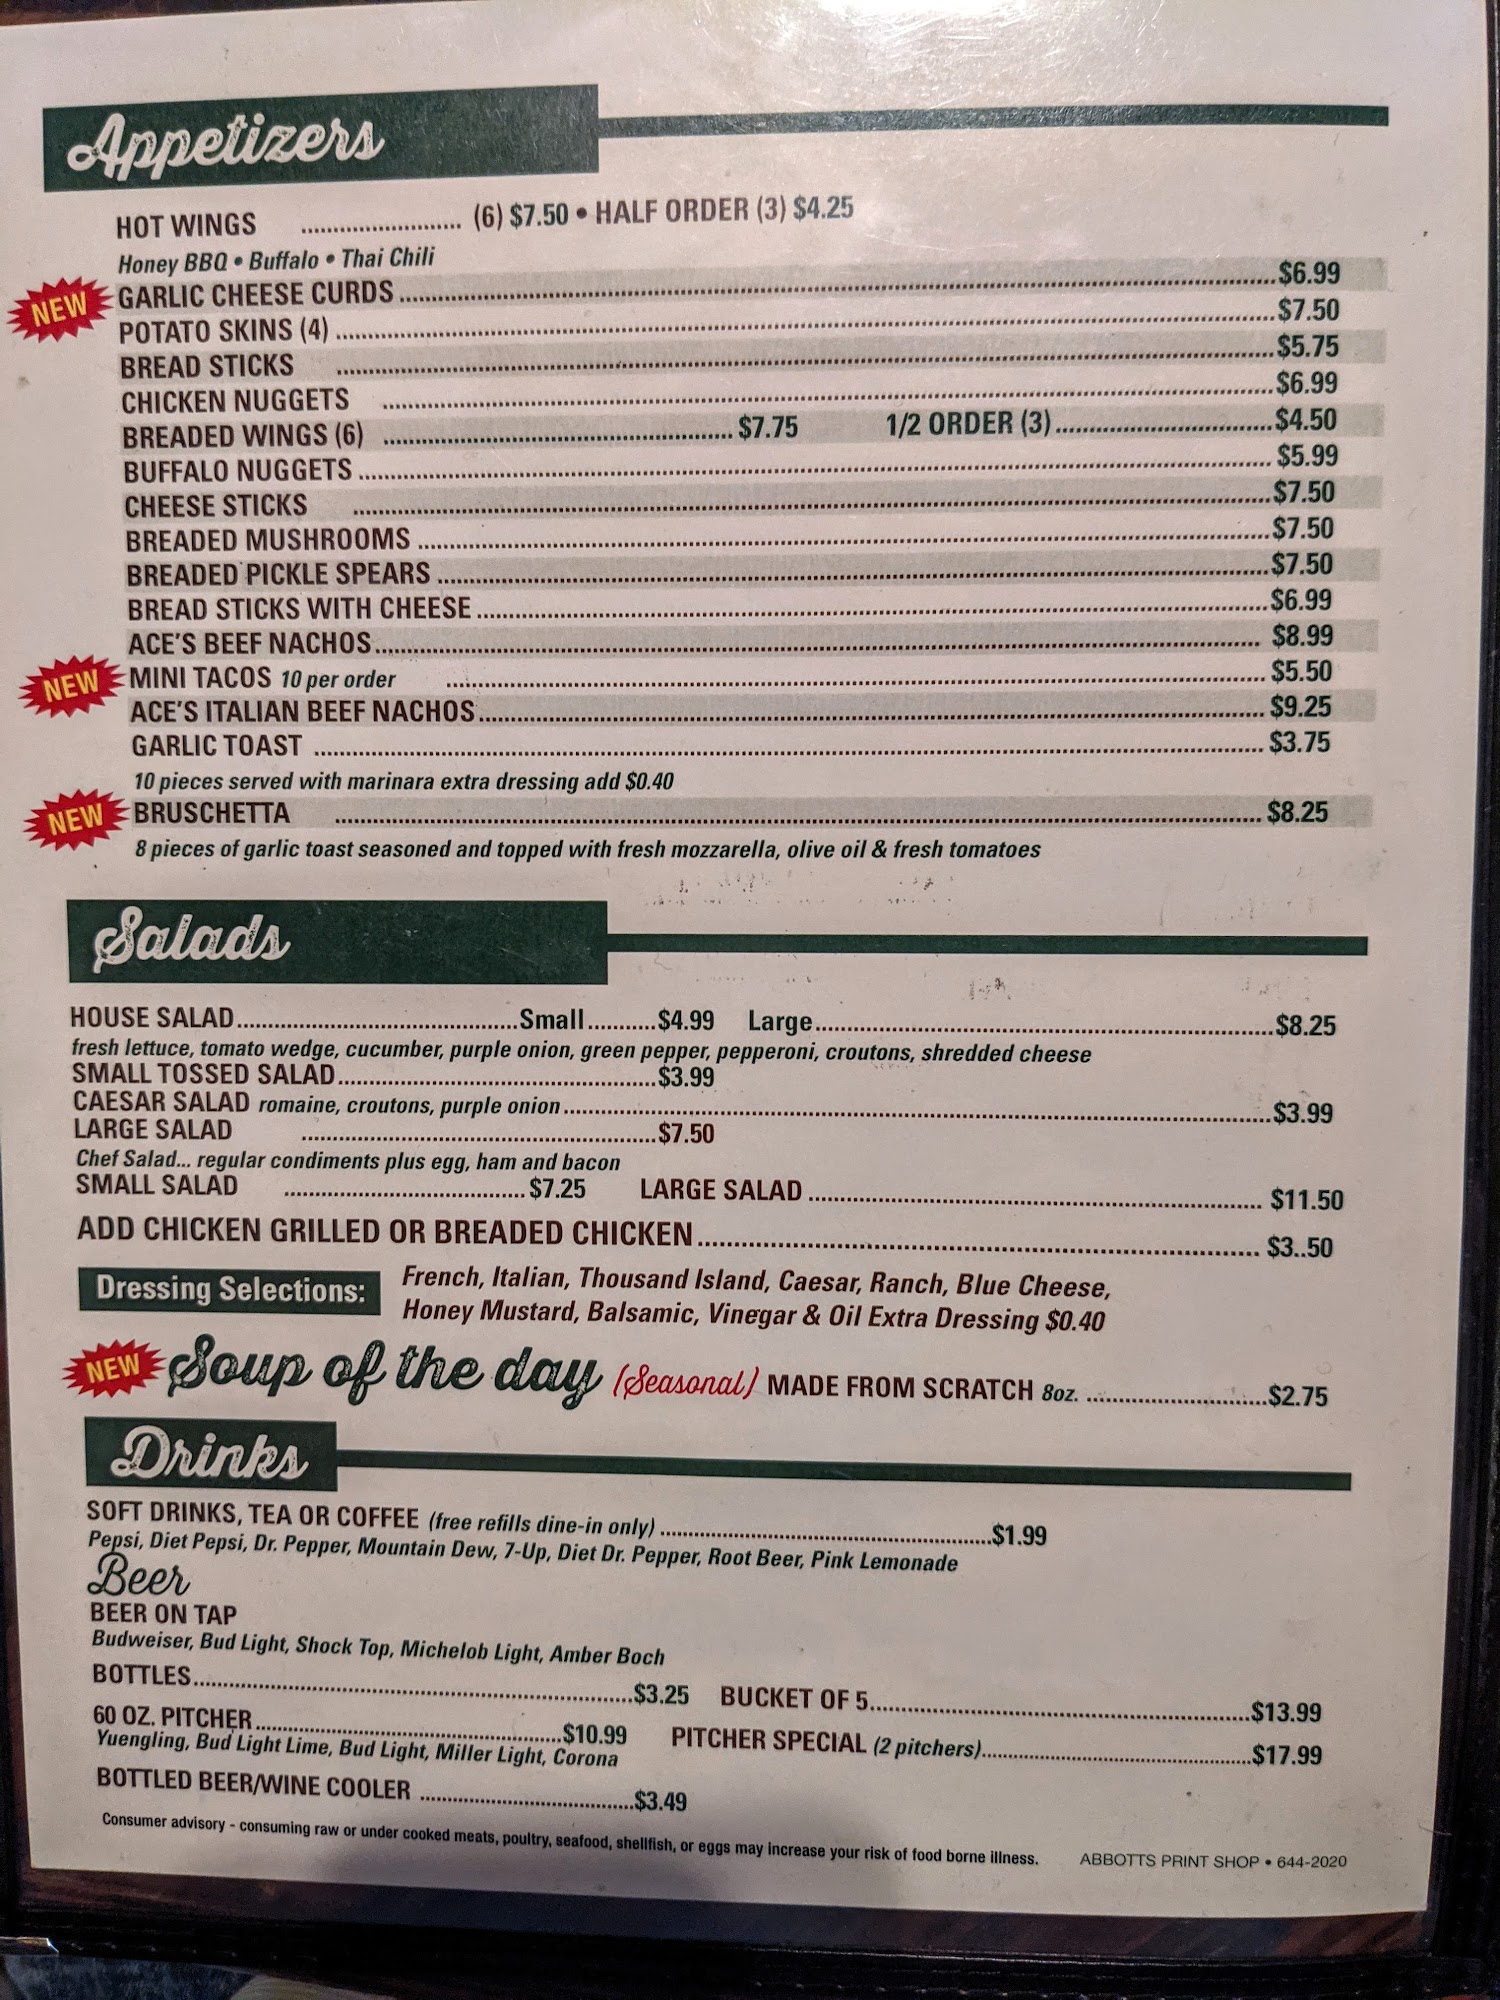 Appetizers
HOT WINGS ........................ (6) $7.50 • HALF ORDER (3) $4.25
Honey BBQ • Buffalo • Thai Chili
NEW GARLIC CHEESE CURDS ........................ $6.99
POTATO SKINS (4) ........................ $7.50
BREAD STICKS ........................ $5.75
CHICKEN NUGGETS ........................ $6.99
BREADED WINGS (6) ........................ $7.75 1/2 ORDER (3) ........................ $4.50
BUFFALO NUGGETS ........................ $5.99
CHEESE STICKS ........................ $7.50
BREADED MUSHROOMS ........................ $7.50
BREADED PICKLE SPEARS ........................ $7.50
BREAD STICKS WITH CHEESE ........................ $6.99
ACE'S BEEF NACHOS ........................ $8.99
NEW MINI TACOS 10 per order ........................ $5.50
ACE'S ITALIAN BEEF NACHOS ........................ $9.25
GARLIC TOAST ........................ $3.75
10 pieces served with marinara extra dressing add $0.40
NEW BRUSCHETTA ........................ $8.25
8 pieces of garlic toast seasoned and topped with fresh mozzarella, olive oil & fresh tomatoes
Salads
HOUSE SALAD ........................ Small ........... $4.99 Large ........................ $8.25
fresh lettuce, tomato wedge, cucumber, purple onion, green pepper, pepperoni, croutons, shredded cheese
SMALL TOSSED SALAD ........................ $3.99
CAESAR SALAD romaine, croutons, purple onion ........................ $3.99
LARGE SALAD ........................ $7.50
Chef Salad... regular condiments plus egg, ham and bacon
SMALL SALAD ........................ $7.25 LARGE SALAD ........................ $11.50
ADD CHICKEN GRILLED OR BREADED CHICKEN ........................ $3..50
Dressing Selections: French, Italian, Thousand Island, Caesar, Ranch, Blue Cheese,
Honey Mustard, Balsamic, Vinegar & Oil Extra Dressing $0.40
NEW Soup of the day (Seasonal) MADE FROM SCRATCH 8oz. ........................ $2.75
Drinks
SOFT DRINKS, TEA OR COFFEE (free refills dine-in only) ........................ $1.99
Pepsi, Diet Pepsi, Dr. Pepper, Mountain Dew, 7-Up, Diet Dr. Pepper, Root Beer, Pink Lemonade
Beer
BEER ON TAP
Budweiser, Bud Light, Shock Top, Michelob Light, Amber Boch
BOTTLES ........................ $3.25 BUCKET OF 5 ........................ $13.99
60 OZ. PITCHER ........................ $10.99 PITCHER SPECIAL (2 pitchers) ........................ $17.99
Yuengling, Bud Light Lime, Bud Light, Miller Light, Corona
BOTTLED BEER/WINE COOLER ........................ $3.49
Consumer advisory - consuming raw or under cooked meats, poultry, seafood, shellfish, or eggs may increase your risk of food borne illness.
ABBOTTS PRINT SHOP • 644-2020